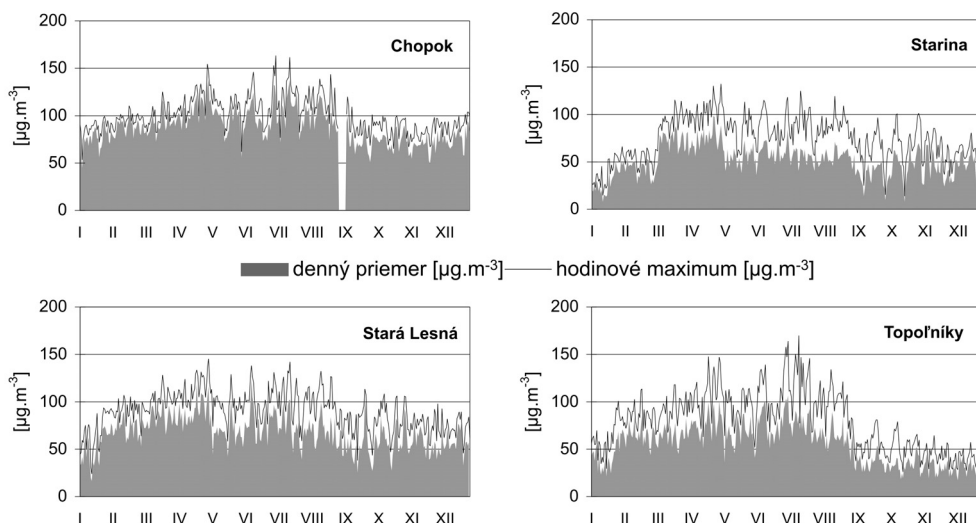 Chopok
[µg.m-3]
200
150
100
50
0
I II III IV V VI VII VIII IX X XI XII
Starina
[µg.m-3]
200
150
100
50
0
I II III IV V VI VII VIII IX X XI XII
denný priemer [µg.m-3] hodinové maximum [µg.m-3]
Stará Lesná
[µg.m-3]
200
150
100
50
0
I II III IV V VI VII VIII IX X XI XII
Topoľníky
[µg.m-3]
200
150
100
50
0
I II III IV V VI VII VIII IX X XI XII